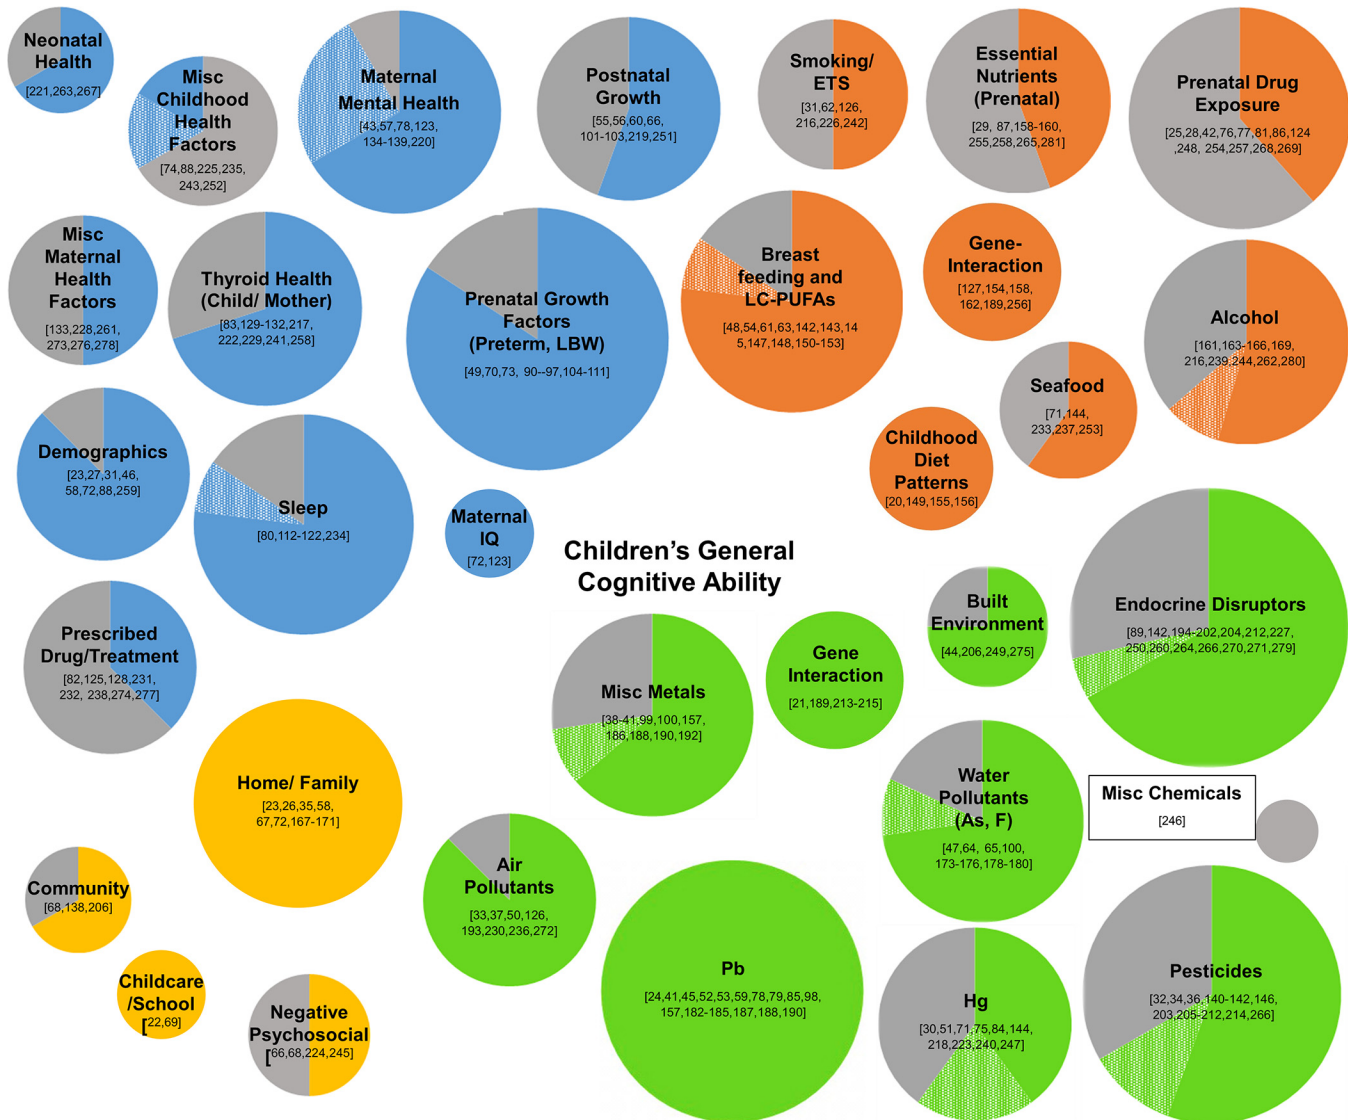 Neonatal
Health
[221,263,267]
Misc
Childhood
Health
Factors
[74,88,225,235,
243,252]
Maternal
Mental Health
[43,57,78,123,
134-139,220]
Postnatal
Growth
[55,56,60,66,
101-103,219,251]
Smoking/
ETS
[31,62,126,
216,226,242]
Essential
Nutrients
(Prenatal)
[29, 87,158-160,
255,258,265,281]
Prenatal Drug
Exposure
[25,28,42,76,77,81,86,124
,248, 254,257,268,269]
Misc
Maternal
Health
Factors
[133,228,261,
273,276,278]
Thyroid Health
(Child/ Mother)
[83,129-132,217,
222,229,241,258]
Prenatal Growth
Factors
(Preterm, LBW)
[49,70,73, 90--97,104-111]
Breast
feeding and
LC-PUFAs
[48,54,61,63,142,143,14
5,147,148,150-153]
Gene-
Interaction
[127,154,158,
162,189,256]
Alcohol
[161,163-166,169,
216,239,244,262,280]
Seafood
[71,144,
233,237,253]
Childhood
Diet
Patterns
[20,149,155,156]
Demographics
[23,27,31,46,
58,72,88,259]
Sleep
[80,112-122,234]
Maternal
IQ
[72,123]
Children's General
Cognitive Ability
Prescribed
Drug/Treatment
[82,125,128,231,
232, 238,274,277]
Misc Metals
[38-41,99,100,157,
186,188,190,192]
Gene
Interaction
[21,189,213-215]
Built
Environment
[44,206,249,275]
Endocrine Disruptors
[89,142,194-202,204,212,227,
250,260,264,266,270,271,279]
Home/ Family
[23,26,35,58,
67,72,167-171]
Water
Pollutants
(As, F)
[47,64, 65,100,
173-176,178-180]
Misc Chemicals
[246]
Community
[68,138,206]
Air
Pollutants
[33,37,50,126,
193,230,236,272]
Childcare
/School
[22,69]
Negative
Psychosocial
[66,68,224,245]
Pb
[24,41,45,52,53,59,78,79,85,98,
157,182-185,187,188,190]
Hg
[30,51,71,75,84,144,
218,223,240,247]
Pesticides
[32,34,36,140-142,146,
203,205-212,214,266]